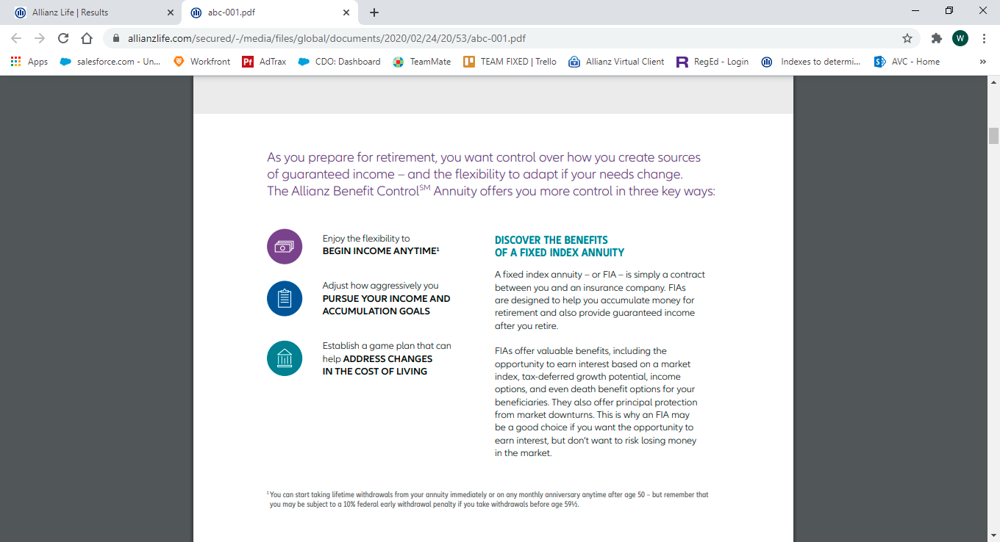 Allianz Life | Results
abc-001.pdf
allianzlife.com/secured/-/media/files/global/documents/2020/02/24/20/53/abc-001.pdf
W
Apps
salesforce.com - Un...
Workfront
Pf AdTrax
CDO: Dashboard
TeamMate
TEAM FIXED | Trello
Allianz Virtual Client
R RegEd - Login
Indexes to determi...
S AVC - Home
»
As you prepare for retirement, you want control over how you create sources
of guaranteed income – and the flexibility to adapt if your needs change.
The Allianz Benefit Control℠ Annuity offers you more control in three key ways:
Enjoy the flexibility to
BEGIN INCOME ANYTIME¹
Adjust how aggressively you
PURSUE YOUR INCOME AND
ACCUMULATION GOALS
Establish a game plan that can
help ADDRESS CHANGES
IN THE COST OF LIVING
DISCOVER THE BENEFITS
OF A FIXED INDEX ANNUITY
A fixed index annuity – or FIA – is simply a contract
between you and an insurance company. FIAs
are designed to help you accumulate money for
retirement and also provide guaranteed income
after you retire.
FIAs offer valuable benefits, including the
opportunity to earn interest based on a market
index, tax-deferred growth potential, income
options, and even death benefit options for your
beneficiaries. They also offer principal protection
from market downturns. This is why an FIA may
be a good choice if you want the opportunity to
earn interest, but don't want to risk losing money
in the market.
¹ You can start taking lifetime withdrawals from your annuity immediately or on any monthly anniversary anytime after age 50 – but remember that
you may be subject to a 10% federal early withdrawal penalty if you take withdrawals before age 59½.